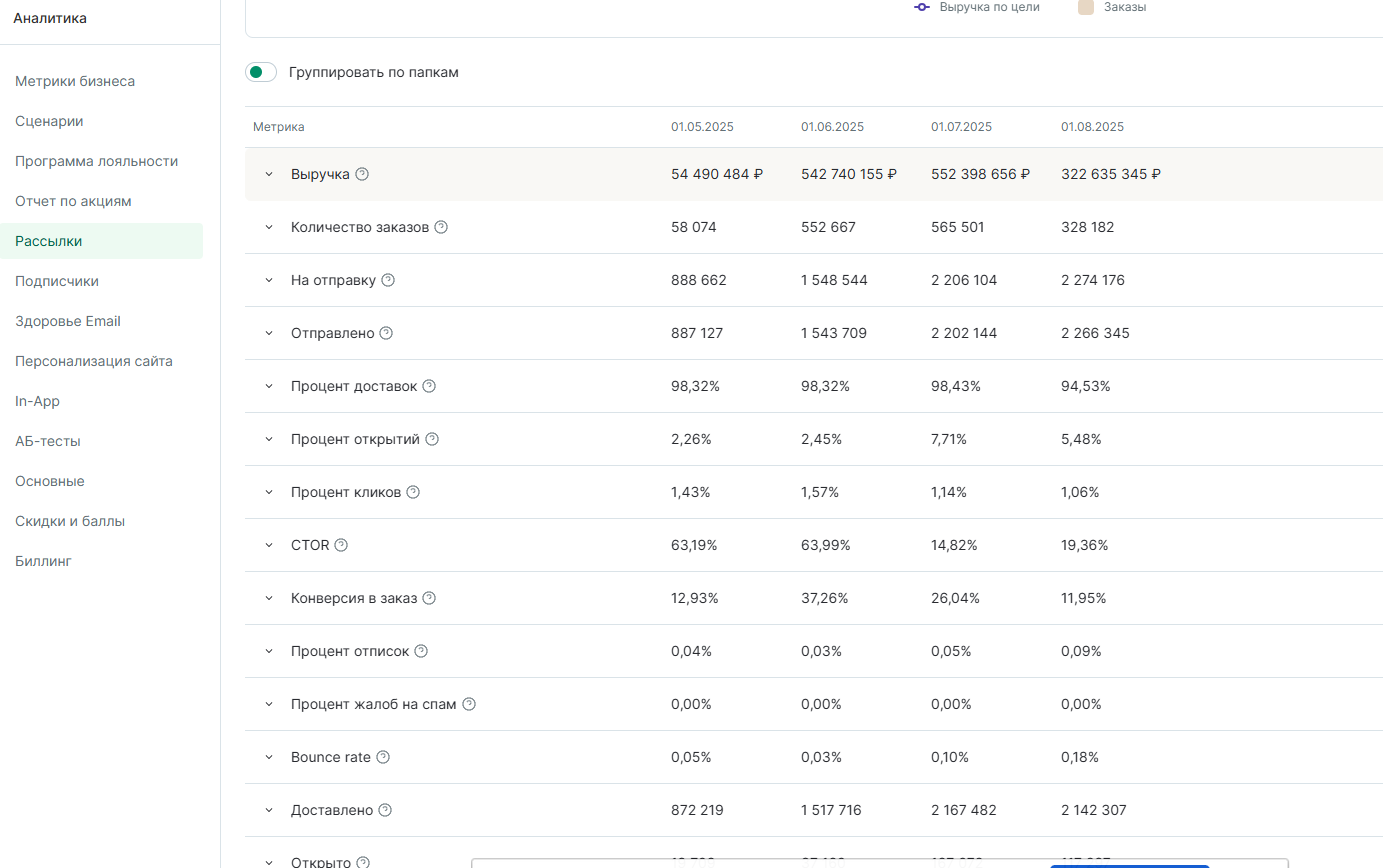 Аналитика
Выручка по цели Заказы
Группировать по папкам
Метрики бизнеса
Сценарии
Программа лояльности
Отчет по акциям
Рассылки
Подписчики
Здоровье Email
Персонализация сайта
In-App
АБ-тесты
Основные
Скидки и баллы
Биллинг
Метрика 01.05.2025 01.06.2025 01.07.2025 01.08.2025
Выручка 54 490 484 ₽ 542 740 155 ₽ 552 398 656 ₽ 322 635 345 ₽
Количество заказов 58 074 552 667 565 501 328 182
На отправку 888 662 1 548 544 2 206 104 2 274 176
Отправлено 887 127 1 543 709 2 202 144 2 266 345
Процент доставок 98,32% 98,32% 98,43% 94,53%
Процент открытий 2,26% 2,45% 7,71% 5,48%
Процент кликов 1,43% 1,57% 1,14% 1,06%
CTOR 63,19% 63,99% 14,82% 19,36%
Конверсия в заказ 12,93% 37,26% 26,04% 11,95%
Процент отписок 0,04% 0,03% 0,05% 0,09%
Процент жалоб на спам 0,00% 0,00% 0,00% 0,00%
Bounce rate 0,05% 0,03% 0,10% 0,18%
Доставлено 872 219 1 517 716 2 167 482 2 142 307
Открыто